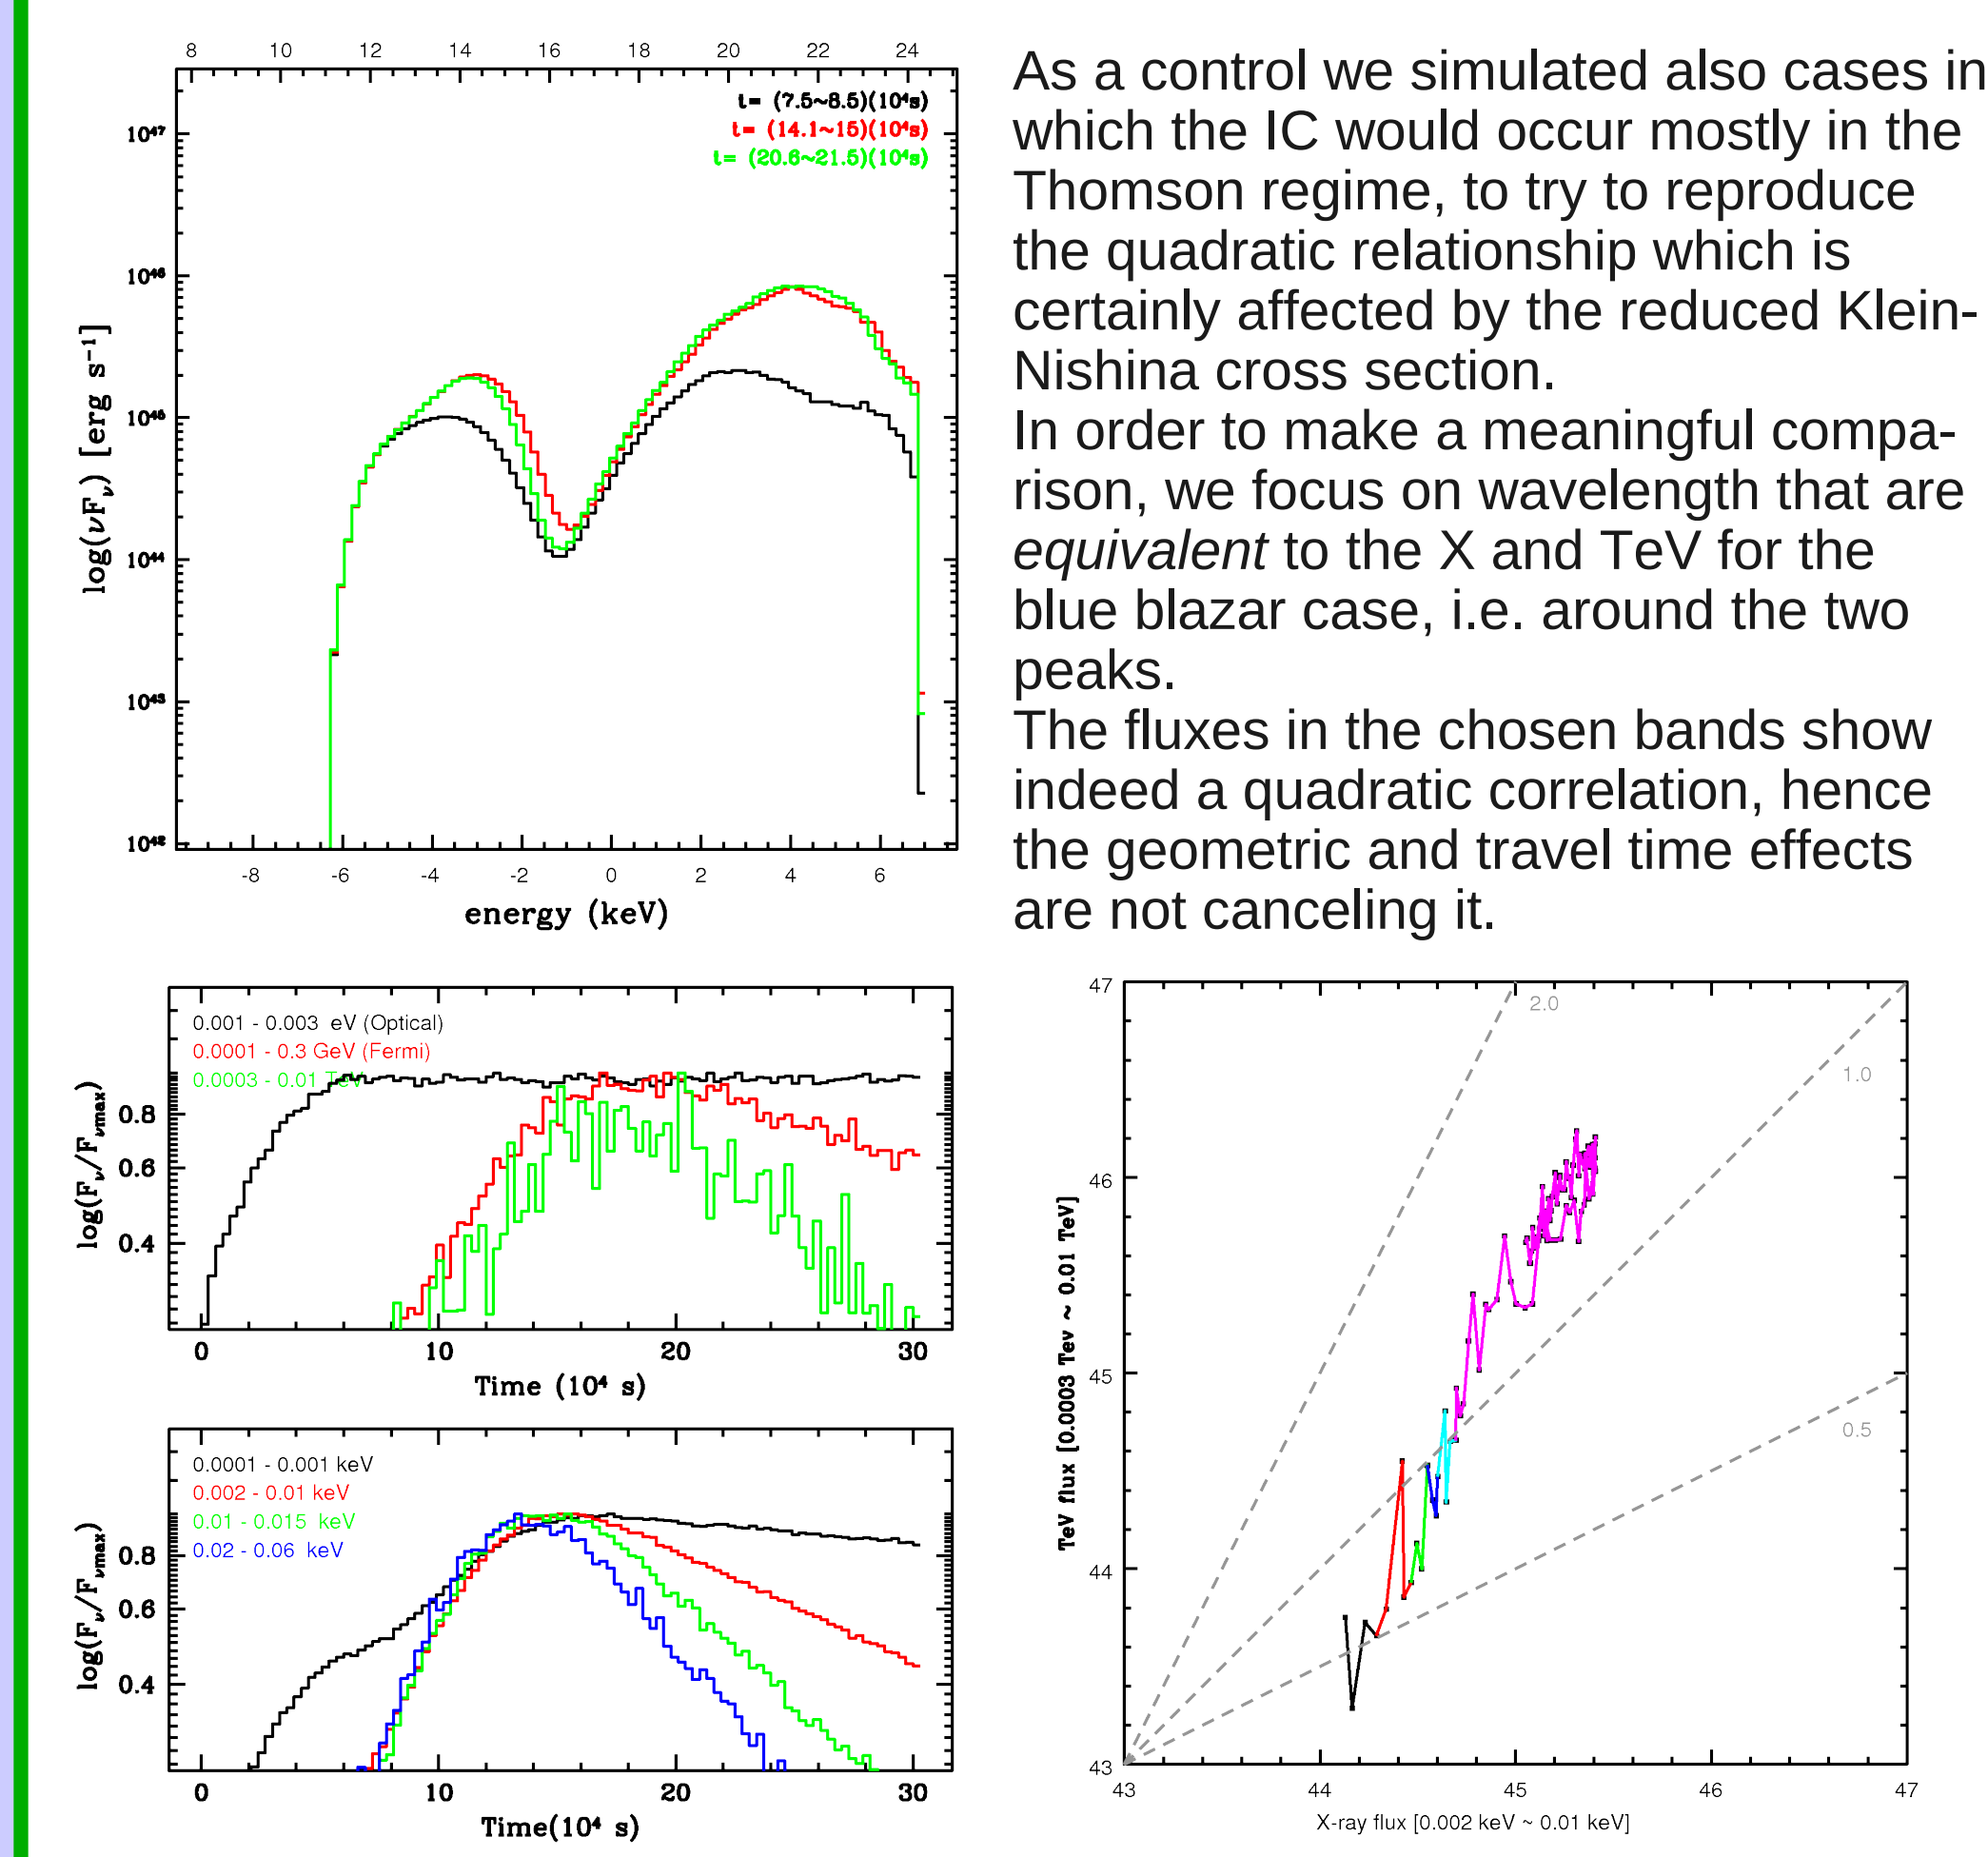 8 10 12 14 16 18 20 22 24
t= (7.5~8.5)(10⁴s)
t= (14.1~15)(10⁴s)
t= (20.6~21.5)(10⁴s)
10⁴⁷
10⁴⁶
10⁴⁵
10⁴⁴
10⁴³
10⁴²
log(νFν) [erg s⁻¹]
-8 -6 -4 -2 0 2 4 6
energy (keV)
As a control we simulated also cases in
which the IC would occur mostly in the
Thomson regime, to try to reproduce
the quadratic relationship which is
certainly affected by the reduced Klein-
Nishina cross section.
In order to make a meaningful compa-
rison, we focus on wavelength that are
equivalent to the X and TeV for the
blue blazar case, i.e. around the two
peaks.
The fluxes in the chosen bands show
indeed a quadratic correlation, hence
the geometric and travel time effects
are not canceling it.
0.001 - 0.003 eV (Optical)
0.0001 - 0.3 GeV (Fermi)
0.0003 - 0.01 TeV
0.8
0.6
0.4
log(Fν/Fνmax)
0 10 20 30
Time (10⁴ s)
0.0001 - 0.001 keV
0.002 - 0.01 keV
0.01 - 0.015 keV
0.02 - 0.06 keV
0.8
0.6
0.4
log(Fν/Fνmax)
0 10 20 30
Time(10⁴ s)
47
46
45
44
43
TeV flux [0.0003 Tev ~ 0.01 TeV]
2.0
1.0
0.5
43 44 45 46 47
X-ray flux [0.002 keV ~ 0.01 keV]